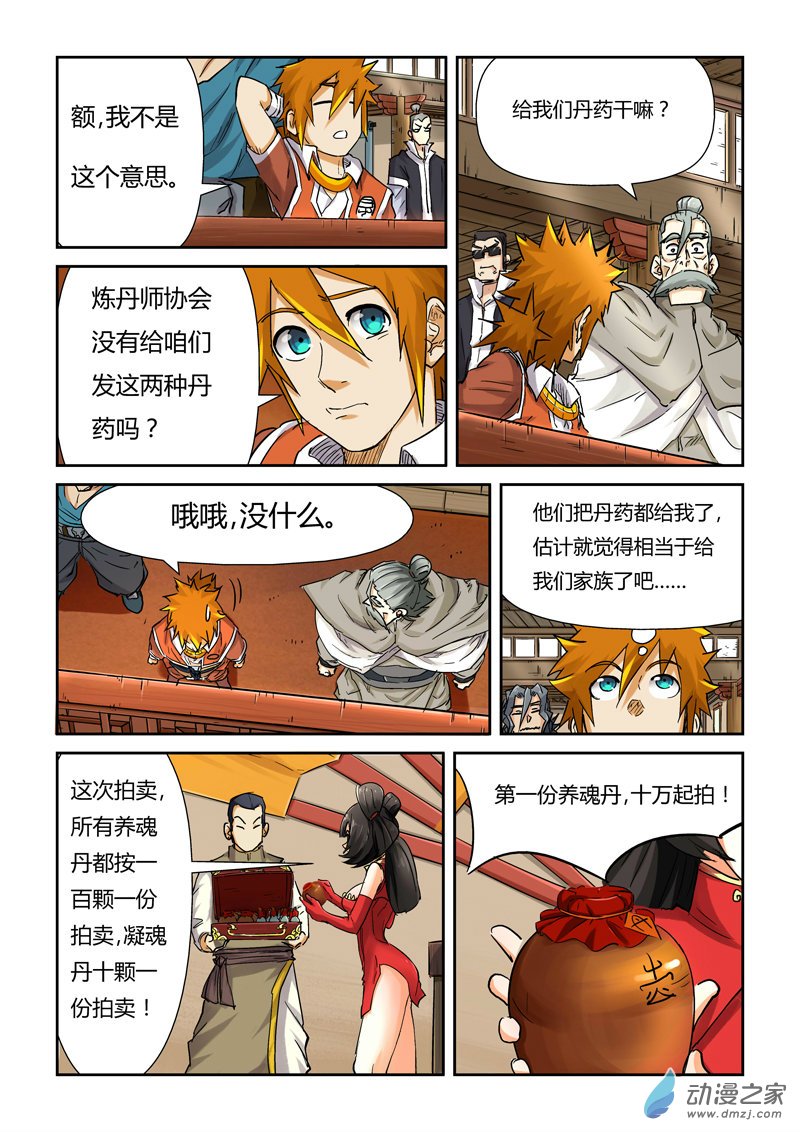 额，我不是
这个意思。
炼丹师协会
没有给咱们
发这两种丹
药吗？
给我们丹药干嘛？
哦哦，没什么。
他们把丹药都给我了，
估计就觉得相当于给
我们家族了吧……
这次拍卖，
所有养魂
丹都按一
百颗一份
拍卖，凝魂
丹十颗一
份拍卖！
第一份养魂丹，十万起拍！
动漫之家
www.dmzj.com